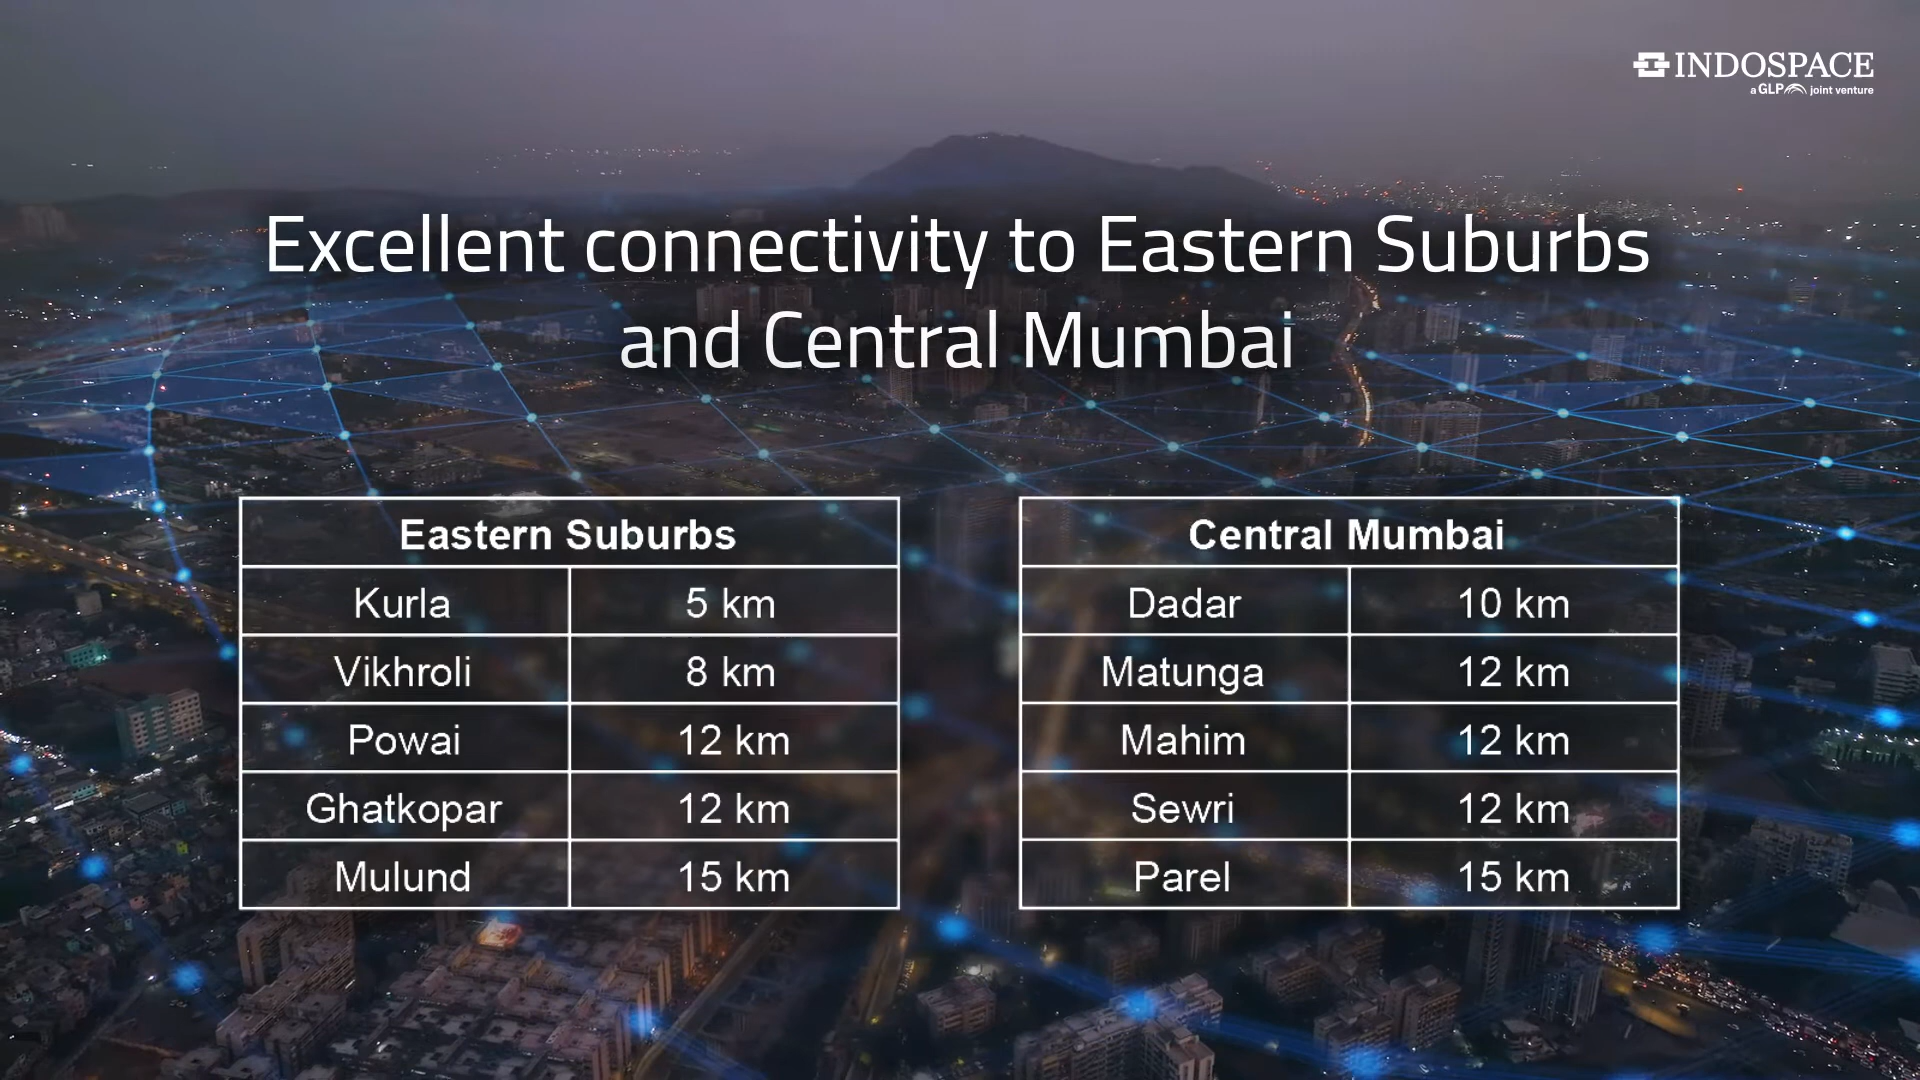 INDOSPACE
a GLP joint venture
Excellent connectivity to Eastern Suburbs
and Central Mumbai
Eastern Suburbs
Kurla 5 km
Vikhroli 8 km
Powai 12 km
Ghatkopar 12 km
Mulund 15 km
Central Mumbai
Dadar 10 km
Matunga 12 km
Mahim 12 km
Sewri 12 km
Parel 15 km